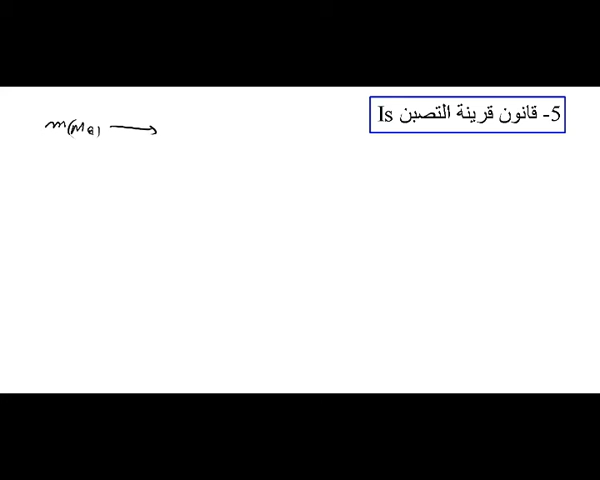 5- قانون قرينة التصبن Is
m(MG) →